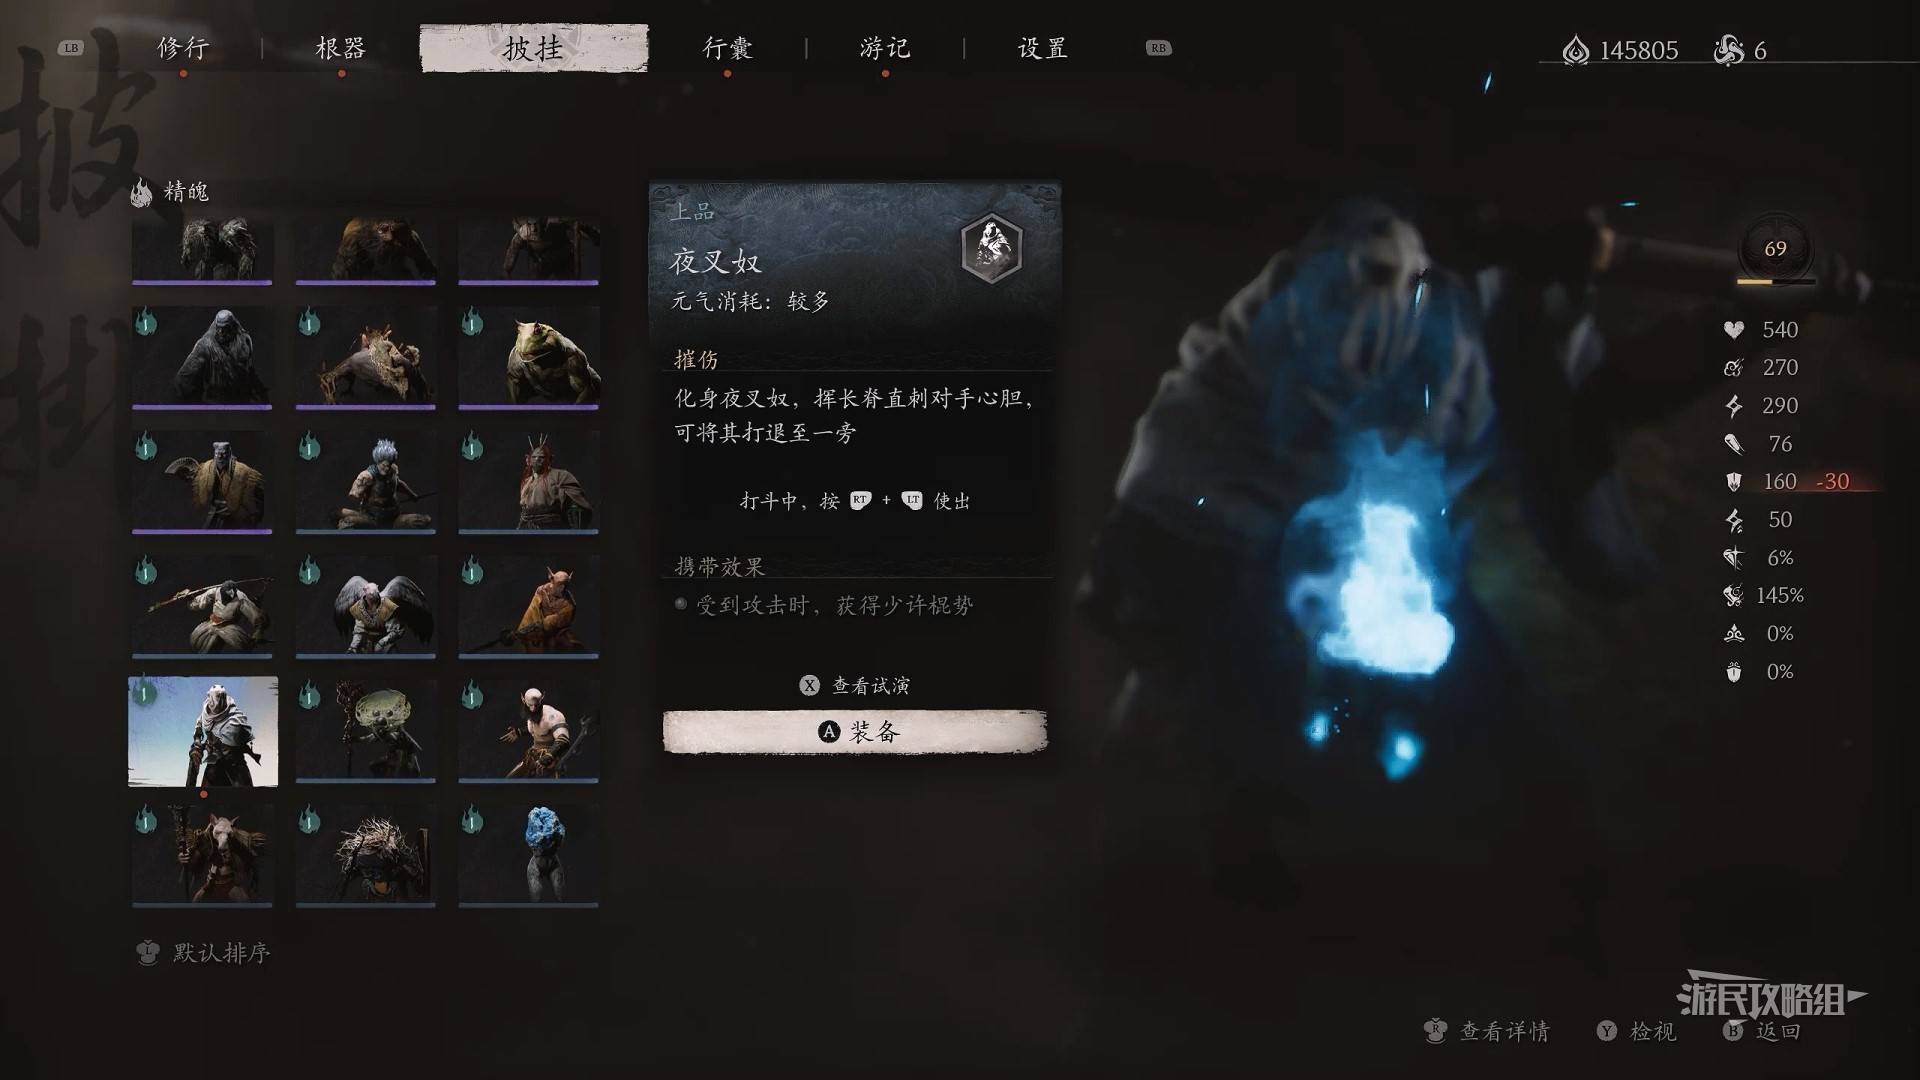 LB 修行 根器 披挂 行囊 游记 设置 RB
145805 6
披挂
精魄
上品
夜叉奴
元气消耗：较多
摧伤
化身夜叉奴，挥长脊直刺对手心胆，
可将其打退至一旁
打斗中，按 RT + LT 使出
携带效果
受到攻击时，获得少许棍势
X 查看试演
A 装备
69
540
270
290
76
160 -30
50
6%
145%
0%
0%
L 默认排序
游民攻略组
R 查看详情 Y 检视 B 返回